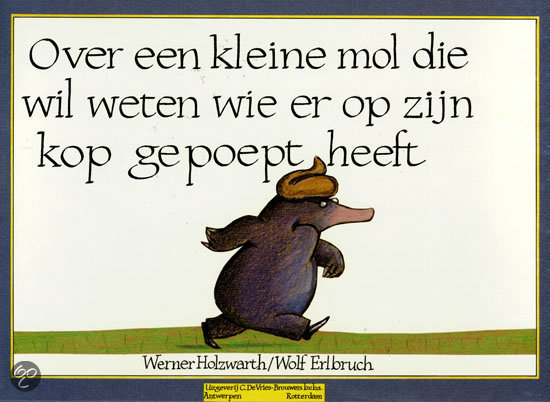 Over een kleine mol die
wil weten wie er op zijn
kop gepoept heeft
Werner Holzwarth/Wolf Erlbruch
Uitgeverij C. De Vries-Brouwers b.v.b.a.
Antwerpen Rotterdam